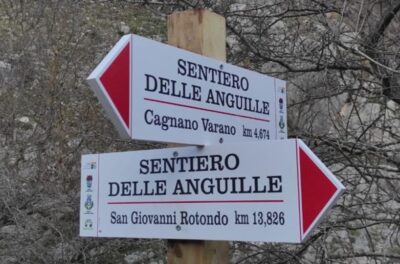 SENTIERO
DELLE ANGUILLE
Cagnano Varano km 4,674
SENTIERO
DELLE ANGUILLE
San Giovanni Rotondo km 13,826